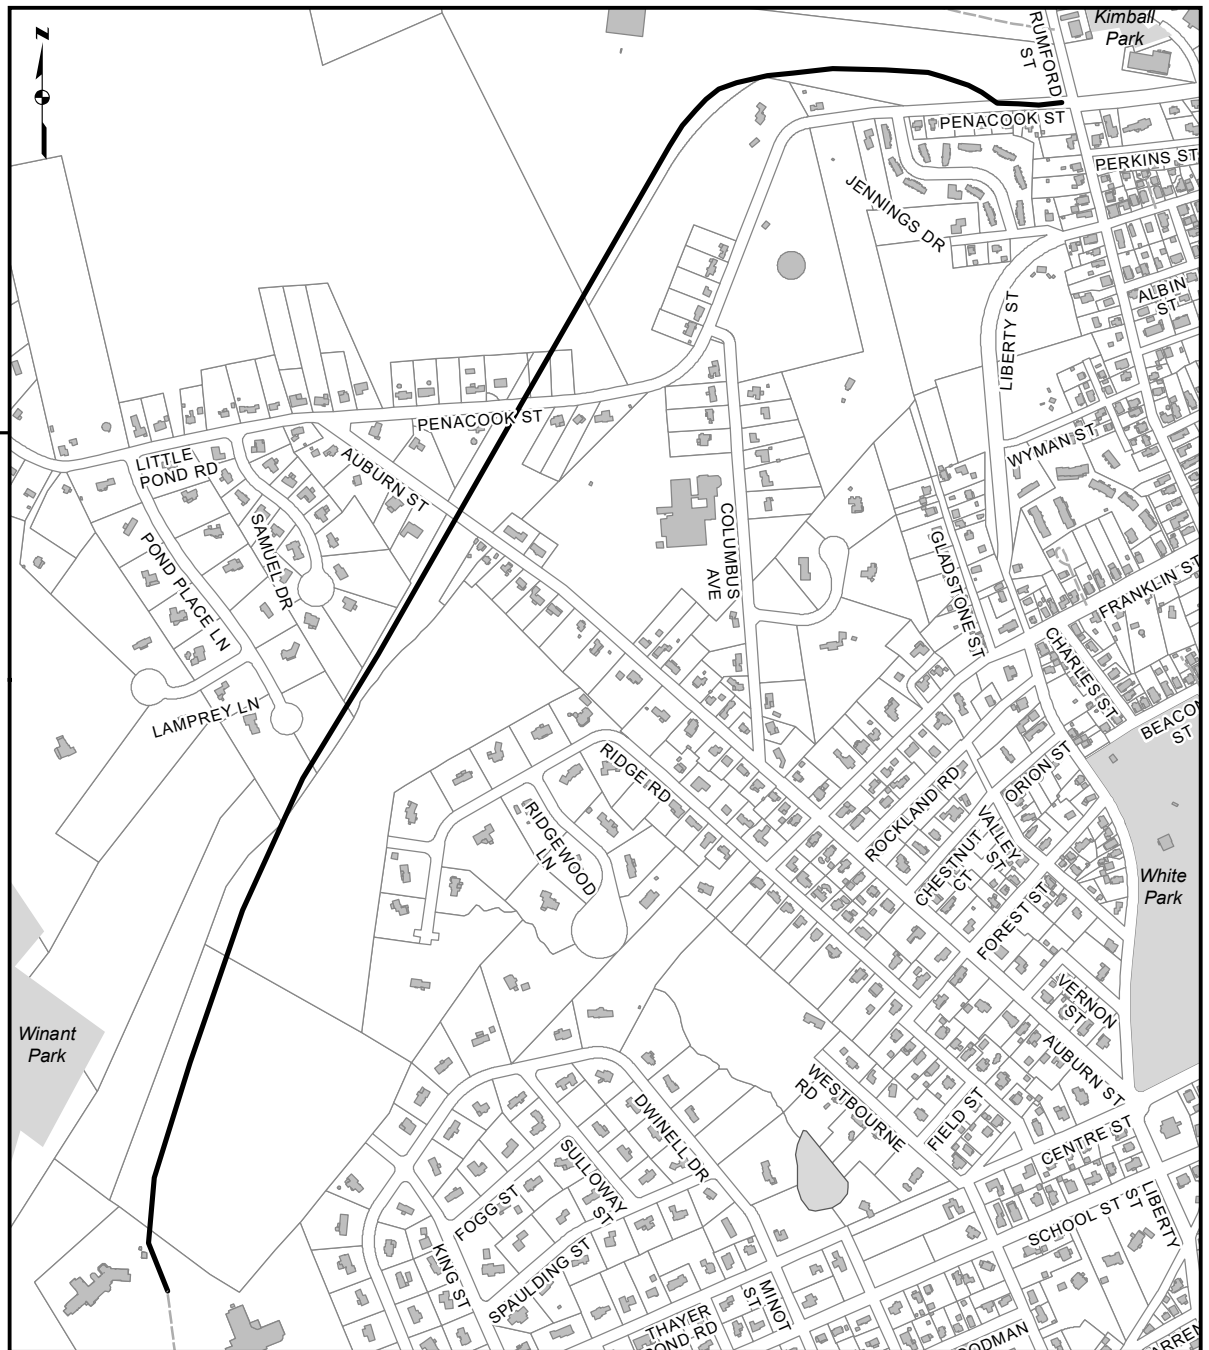 Kimball
Park
RUMFORD
ST
N
PENACOOK ST
PERKINS ST
JENNINGS DR
ALBIN
ST
LIBERTY ST
PENACOOK ST
WYMAN ST
LITTLE
POND RD
AUBURN ST
COLUMBUS
AVE
GLADSTONE ST
SAMUEL DR
POND PLACE LN
FRANKLIN ST
CHARLES ST
LAMPREY LN
BEACON
ST
RIDGE RD
ORION ST
ROCKLAND RD
RIDGEWOOD
LN
VALLEY
ST
CHESTNUT
CT
White
Park
FOREST ST
VERNON
ST
Winant
Park
AUBURN ST
WESTBOURNE
RD
DWINELL DR
FIELD ST
CENTRE ST
SULLOWAY
ST
FOGG ST
LIBERTY
ST
SCHOOL ST
KING ST
SPAULDING ST
MINOT
ST
THAYER
POND RD
ODMAN
ARREN